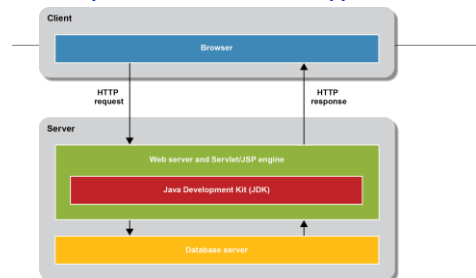 Client
Browser
HTTP
request
HTTP
response
Server
Web server and Servlet/JSP engine
Java Development Kit (JDK)
Database server